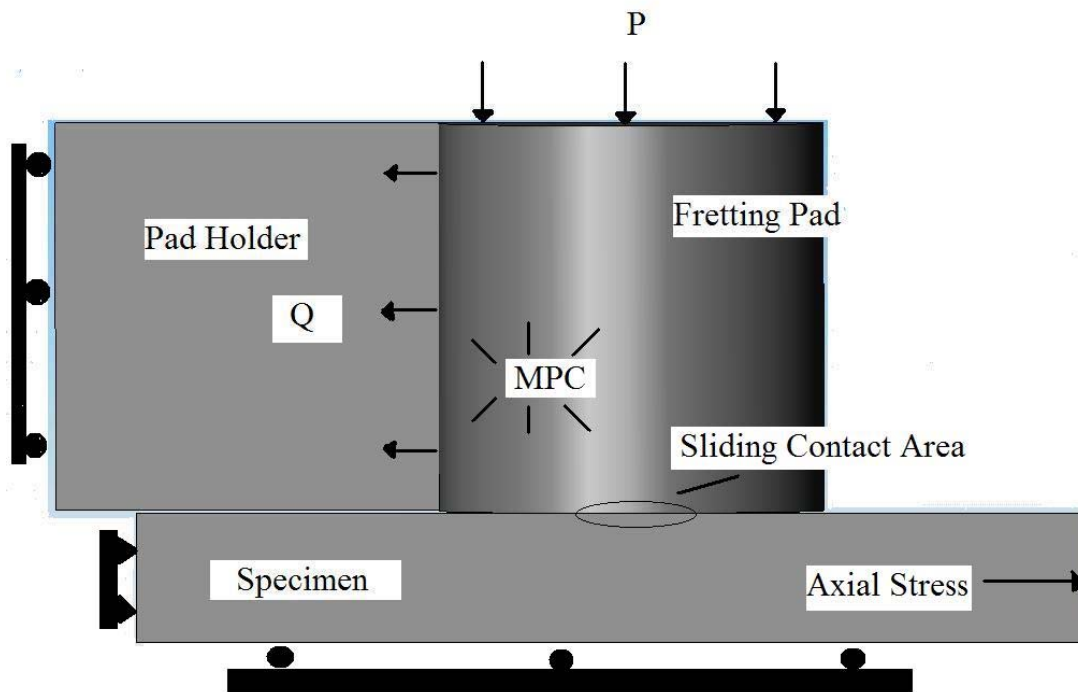 P
Fretting Pad
Pad Holder
Q
MPC
Sliding Contact Area
Specimen
Axial Stress